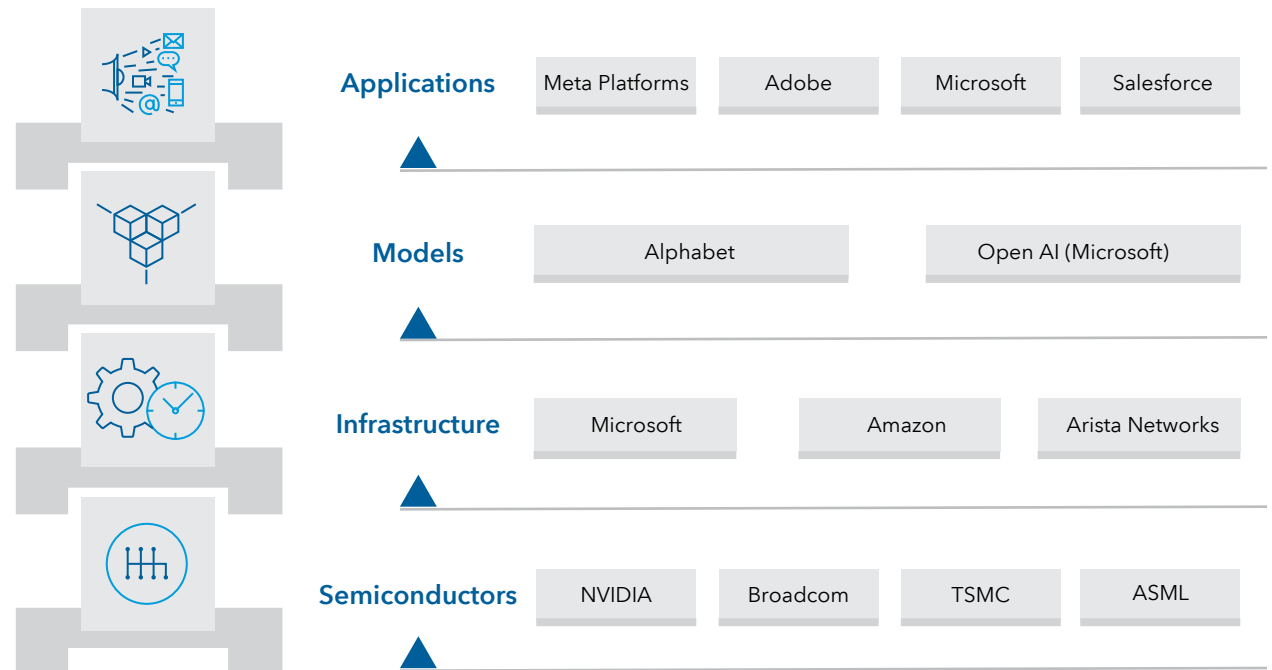 Applications
Meta Platforms
Adobe
Microsoft
Salesforce
Models
Alphabet
Open AI (Microsoft)
Infrastructure
Microsoft
Amazon
Arista Networks
Semiconductors
NVIDIA
Broadcom
TSMC
ASML